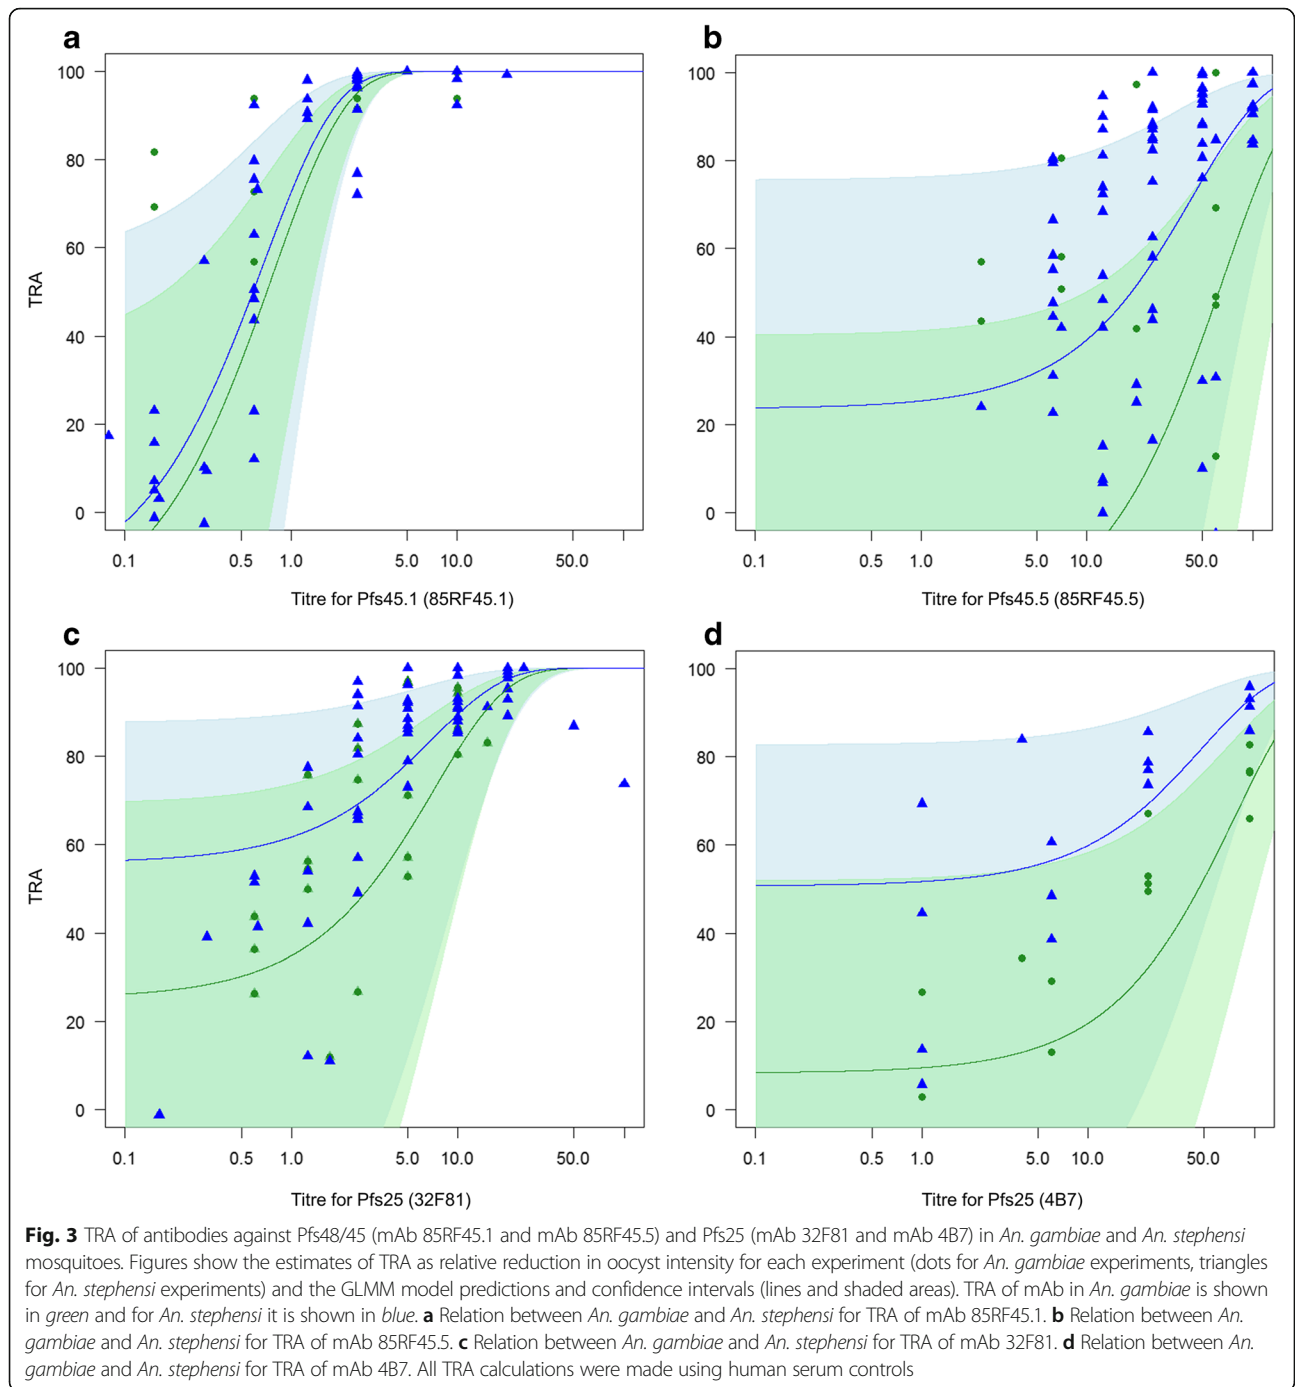 a
100
80
60
40
20
0
TRA
0.1 0.5 1.0 5.0 10.0 50.0
Titre for Pfs45.1 (85RF45.1)
b
100
80
60
40
20
0
0.1 1.0 5.0 10.0 50.0
Titre for Pfs45.5 (85RF45.5)
c
100
80
60
40
20
0
TRA
0.1 0.5 1.0 5.0 10.0 50.0
Titre for Pfs25 (32F81)
d
100
80
60
40
20
0
0.1 0.5 1.0 5.0 10.0 50.0
Titre for Pfs25 (4B7)
Fig. 3 TRA of antibodies against Pfs48/45 (mAb 85RF45.1 and mAb 85RF45.5) and Pfs25 (mAb 32F81 and mAb 4B7) in An. gambiae and An. stephensi
mosquitoes. Figures show the estimates of TRA as relative reduction in oocyst intensity for each experiment (dots for An. gambiae experiments, triangles
for An. stephensi experiments) and the GLMM model predictions and confidence intervals (lines and shaded areas). TRA of mAb in An. gambiae is shown
in green and for An. stephensi it is shown in blue. a Relation between An. gambiae and An. stephensi for TRA of mAb 85RF45.1. b Relation between An.
gambiae and An. stephensi for TRA of mAb 85RF45.5. c Relation between An. gambiae and An. stephensi for TRA of mAb 32F81. d Relation between An.
gambiae and An. stephensi for TRA of mAb 4B7. All TRA calculations were made using human serum controls